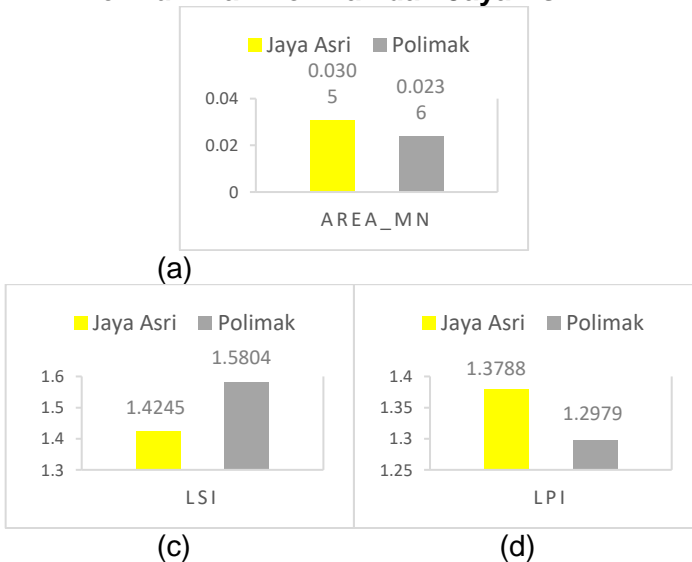 Jaya Asri Polimak
0.030 0.023
5 6
0.04
0.02
0
AREA_MN
(a)
Jaya Asri Polimak
1.5804
1.4245
1.6
1.5
1.4
1.3
LSI
(c)
Jaya Asri Polimak
1.3788
1.2979
1.4
1.35
1.3
1.25
LPI
(d)